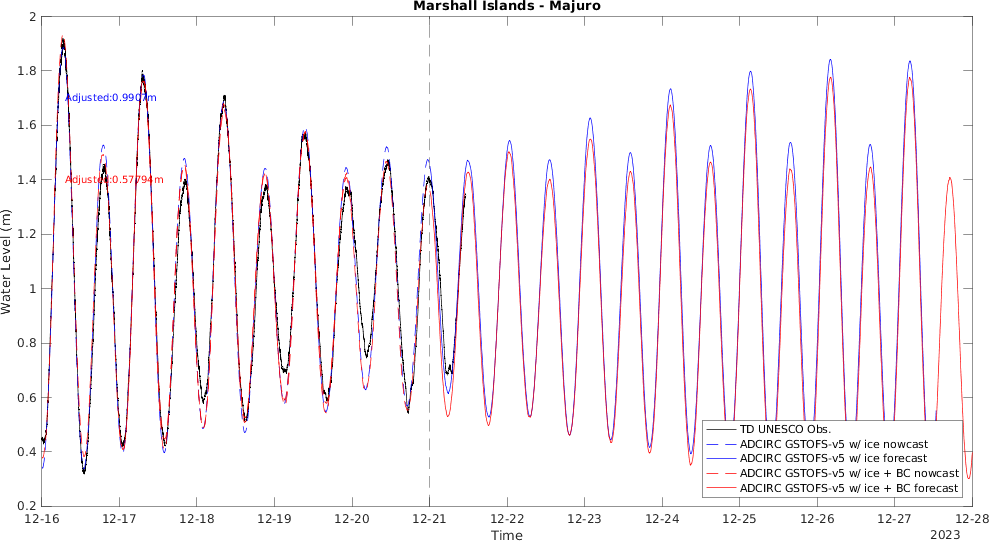 Marshall Islands - Majuro
Water Level (m)
2
1.8
1.6
1.4
1.2
1
0.8
0.6
0.4
0.2
Adjusted:0.9907m
Adjusted:0.57794m
TD UNESCO Obs.
ADCIRC GSTOFS-v5 w/ ice nowcast
ADCIRC GSTOFS-v5 w/ ice forecast
ADCIRC GSTOFS-v5 w/ ice + BC nowcast
ADCIRC GSTOFS-v5 w/ ice + BC forecast
12-16 12-17 12-18 12-19 12-20 12-21 12-22 12-23 12-24 12-25 12-26 12-27 12-28
Time
2023